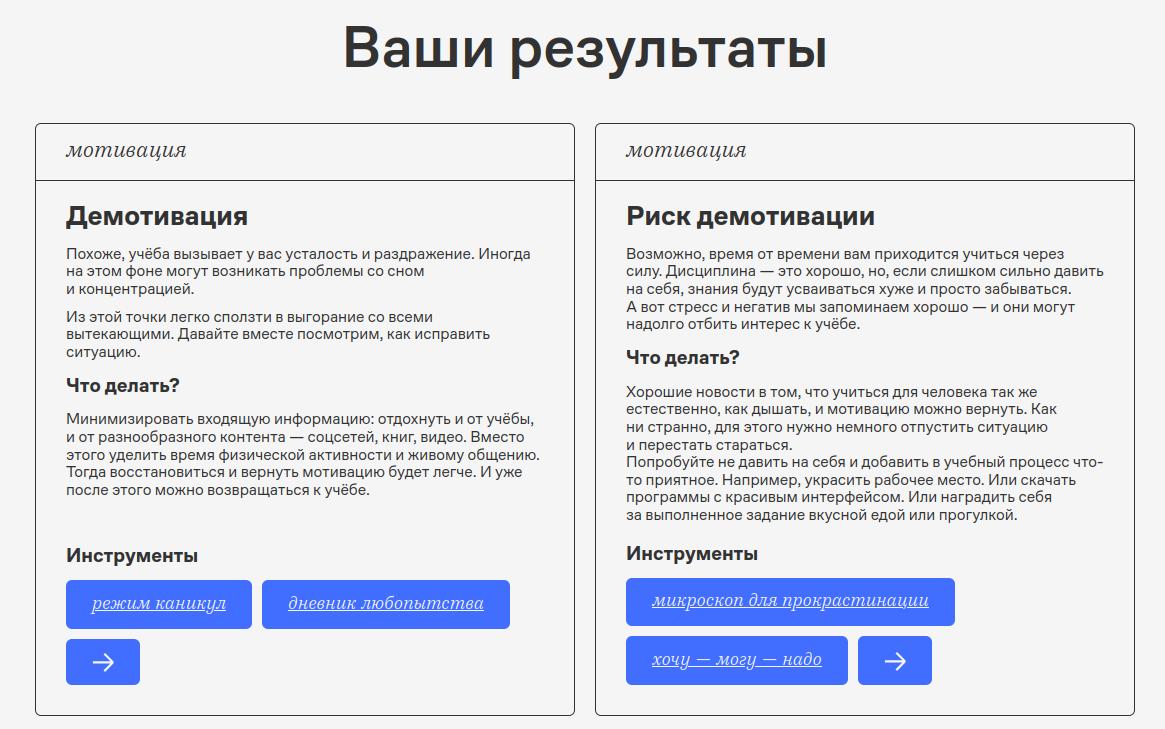 Ваши результаты
мотивация
Демотивация
Похоже, учёба вызывает у вас усталость и раздражение. Иногда
на этом фоне могут возникать проблемы со сном
и концентрацией.
Из этой точки легко сползти в выгорание со всеми
вытекающими. Давайте вместе посмотрим, как исправить
ситуацию.
Что делать?
Минимизировать входящую информацию: отдохнуть и от учёбы,
и от разнообразного контента — соцсетей, книг, видео. Вместо
этого уделить время физической активности и живому общению.
Тогда восстановиться и вернуть мотивацию будет легче. И уже
после этого можно возвращаться к учёбе.
Инструменты
режим каникул
дневник любопытства
→
мотивация
Риск демотивации
Возможно, время от времени вам приходится учиться через
силу. Дисциплина — это хорошо, но, если слишком сильно давить
на себя, знания будут усваиваться хуже и просто забываться.
А вот стресс и негатив мы запоминаем хорошо — и они могут
надолго отбить интерес к учёбе.
Что делать?
Хорошие новости в том, что учиться для человека так же
естественно, как дышать, и мотивацию можно вернуть. Как
ни странно, для этого нужно немного отпустить ситуацию
и перестать стараться.
Попробуйте не давить на себя и добавить в учебный процесс что-
то приятное. Например, украсить рабочее место. Или скачать
программы с красивым интерфейсом. Или наградить себя
за выполненное задание вкусной едой или прогулкой.
Инструменты
микроскоп для прокрастинации
хочу — могу — надо
→